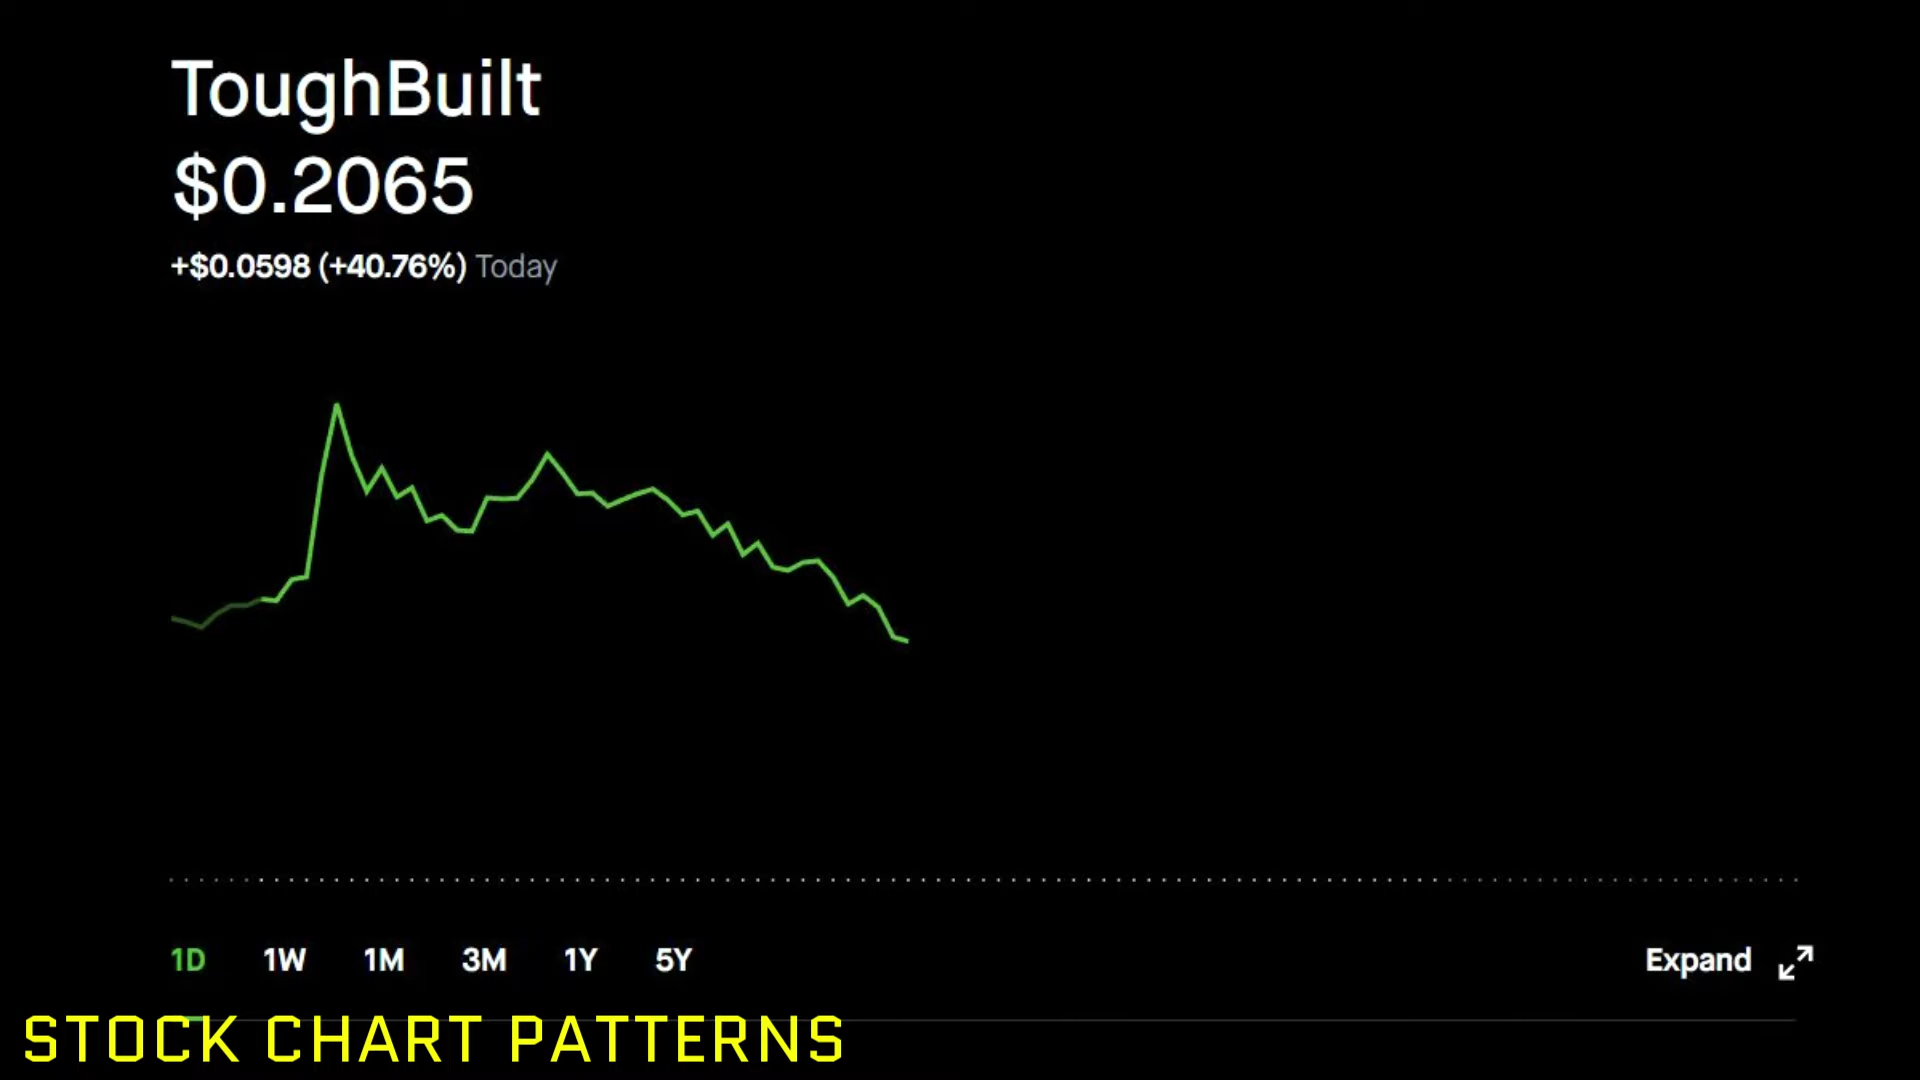 ToughBuilt
$0.2065
+$0.0598 (+40.76%) Today
1D 1W 1M 3M 1Y 5Y Expand
STOCK CHART PATTERNS